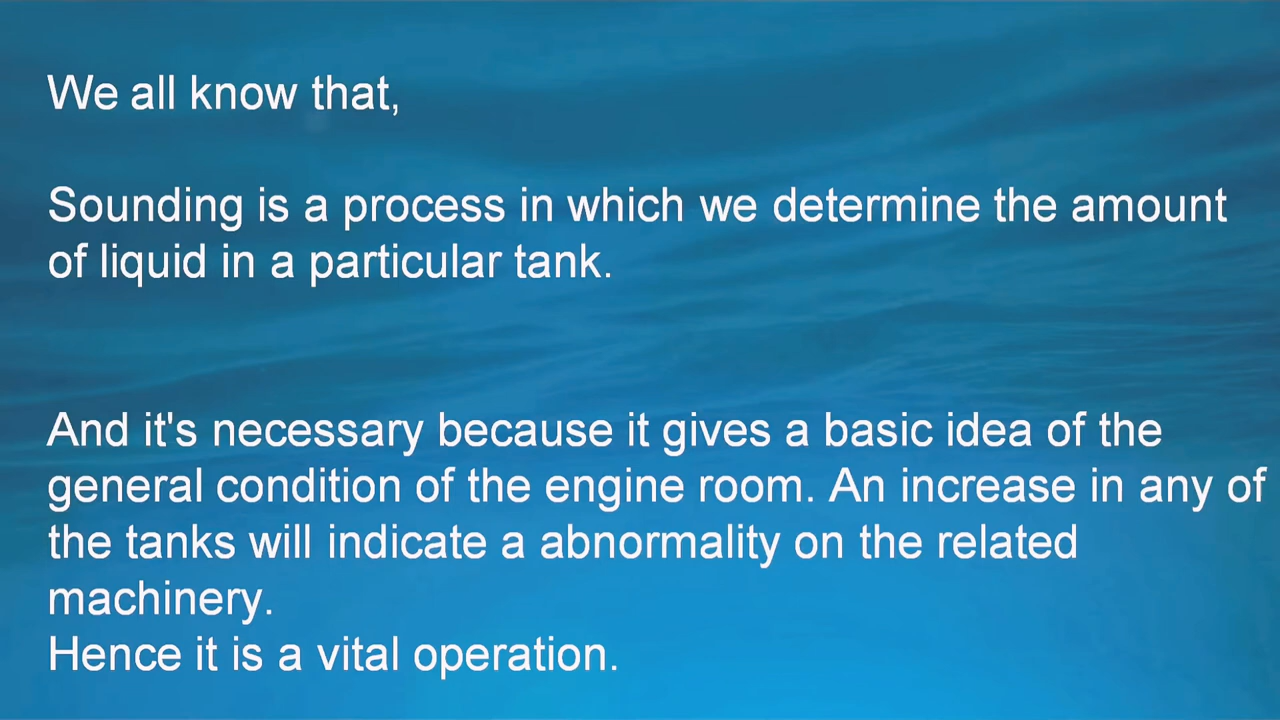 We all know that,
Sounding is a process in which we determine the amount
of liquid in a particular tank.
And it's necessary because it gives a basic idea of the
general condition of the engine room. An increase in any of
the tanks will indicate a abnormality on the related
machinery.
Hence it is a vital operation.